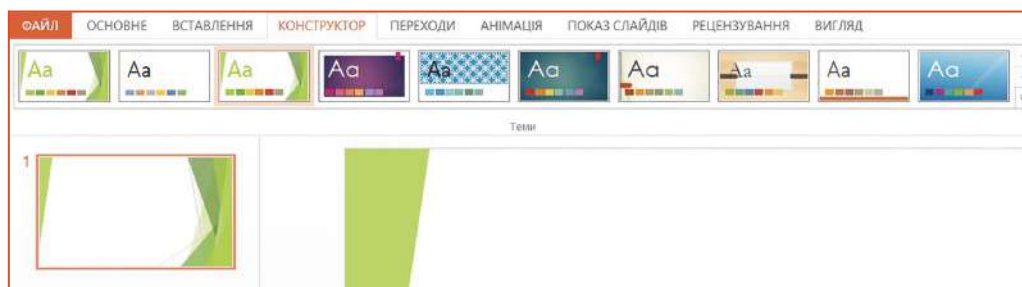 ФАЙЛ ОСНОВНЕ ВСТАВЛЕННЯ КОНСТРУКТОР ПЕРЕХОДИ АНІМАЦІЯ ПОКАЗ СЛАЙДІВ РЕЦЕНЗУВАННЯ ВИГЛЯД
Aa Aa Aa Aa Aa Aa Aa Aa Aa Aa
Теми
1